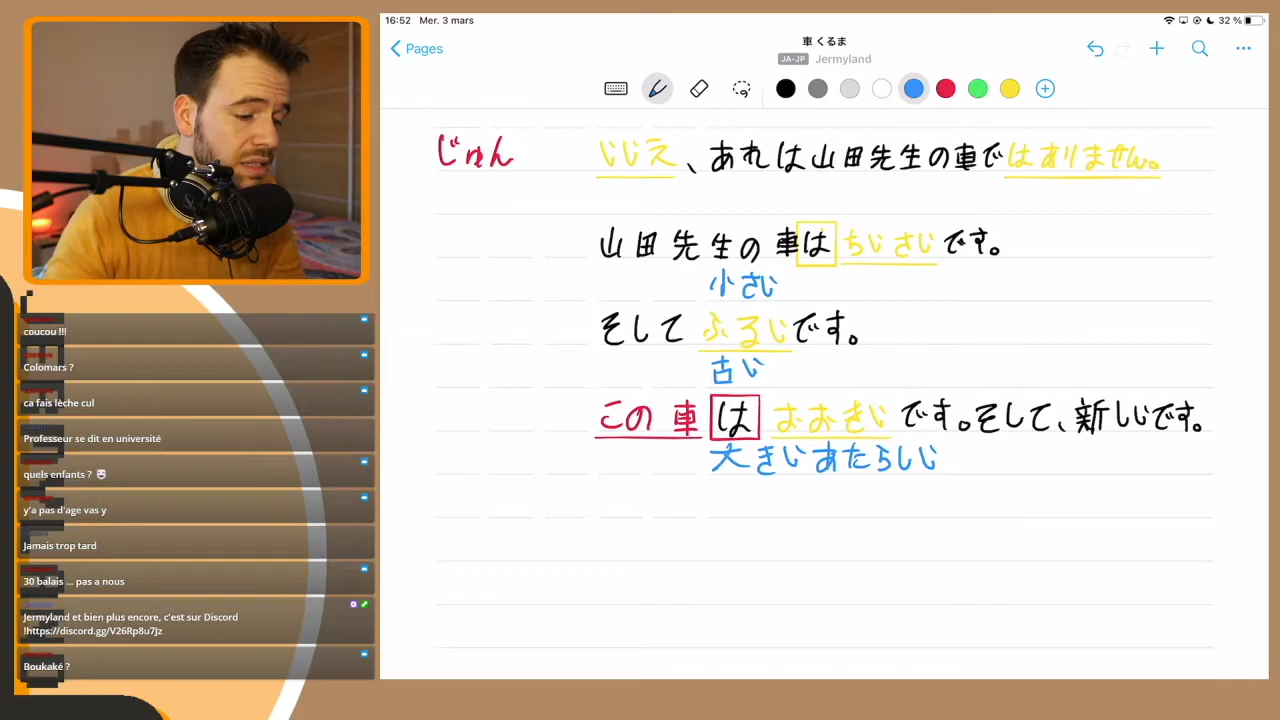 16:52 Mer. 3 mars
32 %
Pages
車 くるま
JA-JP Jermyland
じゅん いいえ、あれは山田先生の車ではありません。
山田先生の車はちいさいです。
小さい
そしてふるいです。
古い
この車はおおきいです。そして、新しいです。
大きいあたらしい
coucou !!!
Colomars ?
ca fais lèche cul
Professeur se dit en université
quels enfants ?
y'a pas d'age vas y
Jamais trop tard
30 balais ... pas a nous
Jermyland et bien plus encore, c'est sur Discord
!https://discord.gg/V26Rp8u7Jz
Boukaké ?